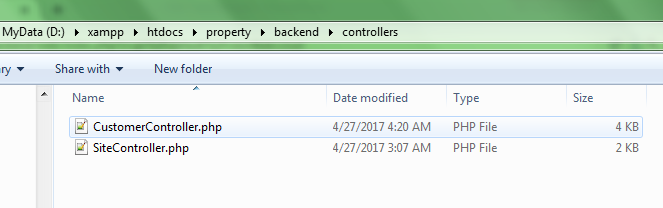 MyData (D:) ▸ xampp ▸ htdocs ▸ property ▸ backend ▸ controllers
Share with ▾ New folder
Name Date modified Type Size
CustomerController.php 4/27/2017 4:20 AM PHP File 4 KB
SiteController.php 4/27/2017 3:07 AM PHP File 2 KB